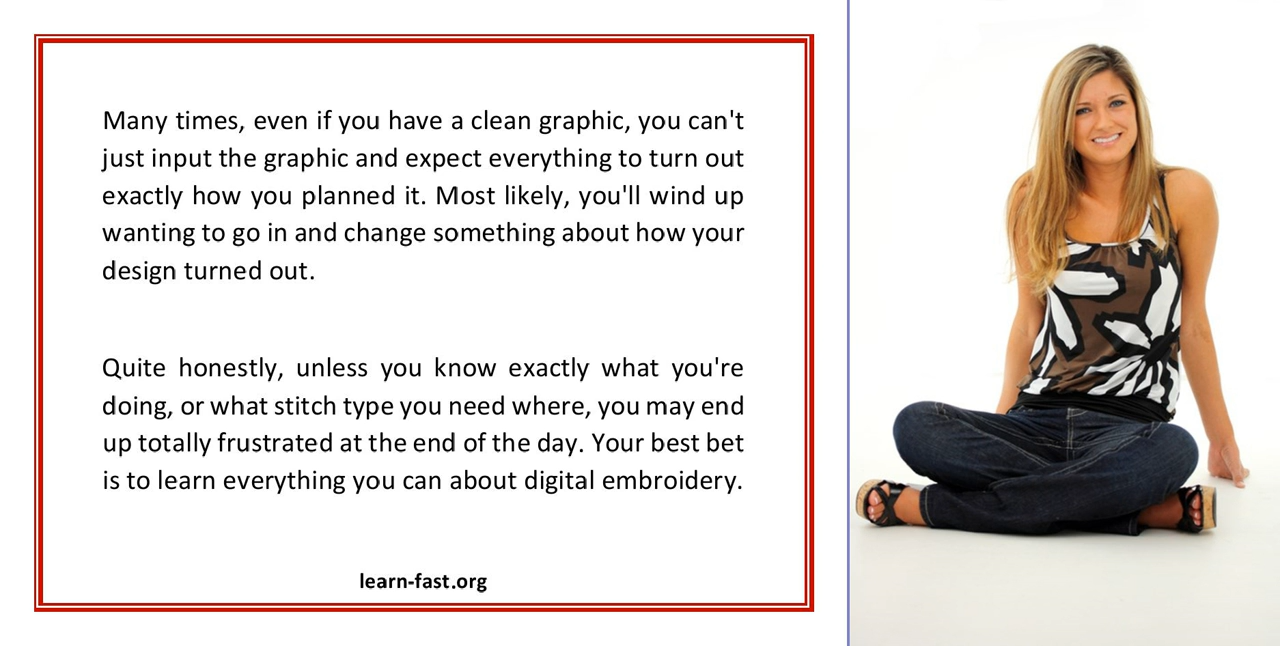 Many times, even if you have a clean graphic, you can't
just input the graphic and expect everything to turn out
exactly how you planned it. Most likely, you'll wind up
wanting to go in and change something about how your
design turned out.
Quite honestly, unless you know exactly what you're
doing, or what stitch type you need where, you may end
up totally frustrated at the end of the day. Your best bet
is to learn everything you can about digital embroidery.
learn-fast.org